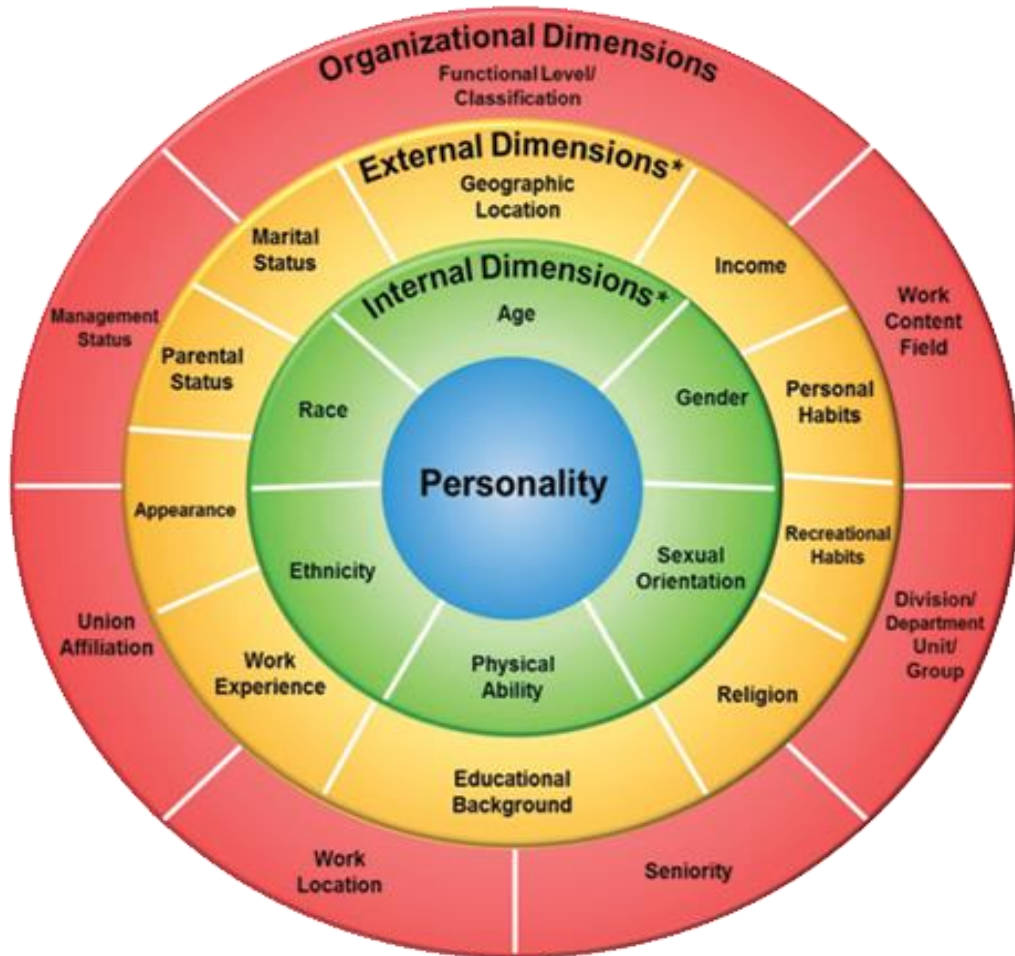 Organizational Dimensions
Functional Level/
Classification
External Dimensions*
Geographic
Location
Marital
Status
Income
Internal Dimensions*
Age
Work
Content
Field
Management
Status
Parental
Status
Race
Gender
Personal
Habits
Personality
Appearance
Ethnicity
Sexual
Orientation
Recreational
Habits
Union
Affiliation
Division/
Department
Unit/
Group
Work
Experience
Physical
Ability
Religion
Educational
Background
Work
Location
Seniority